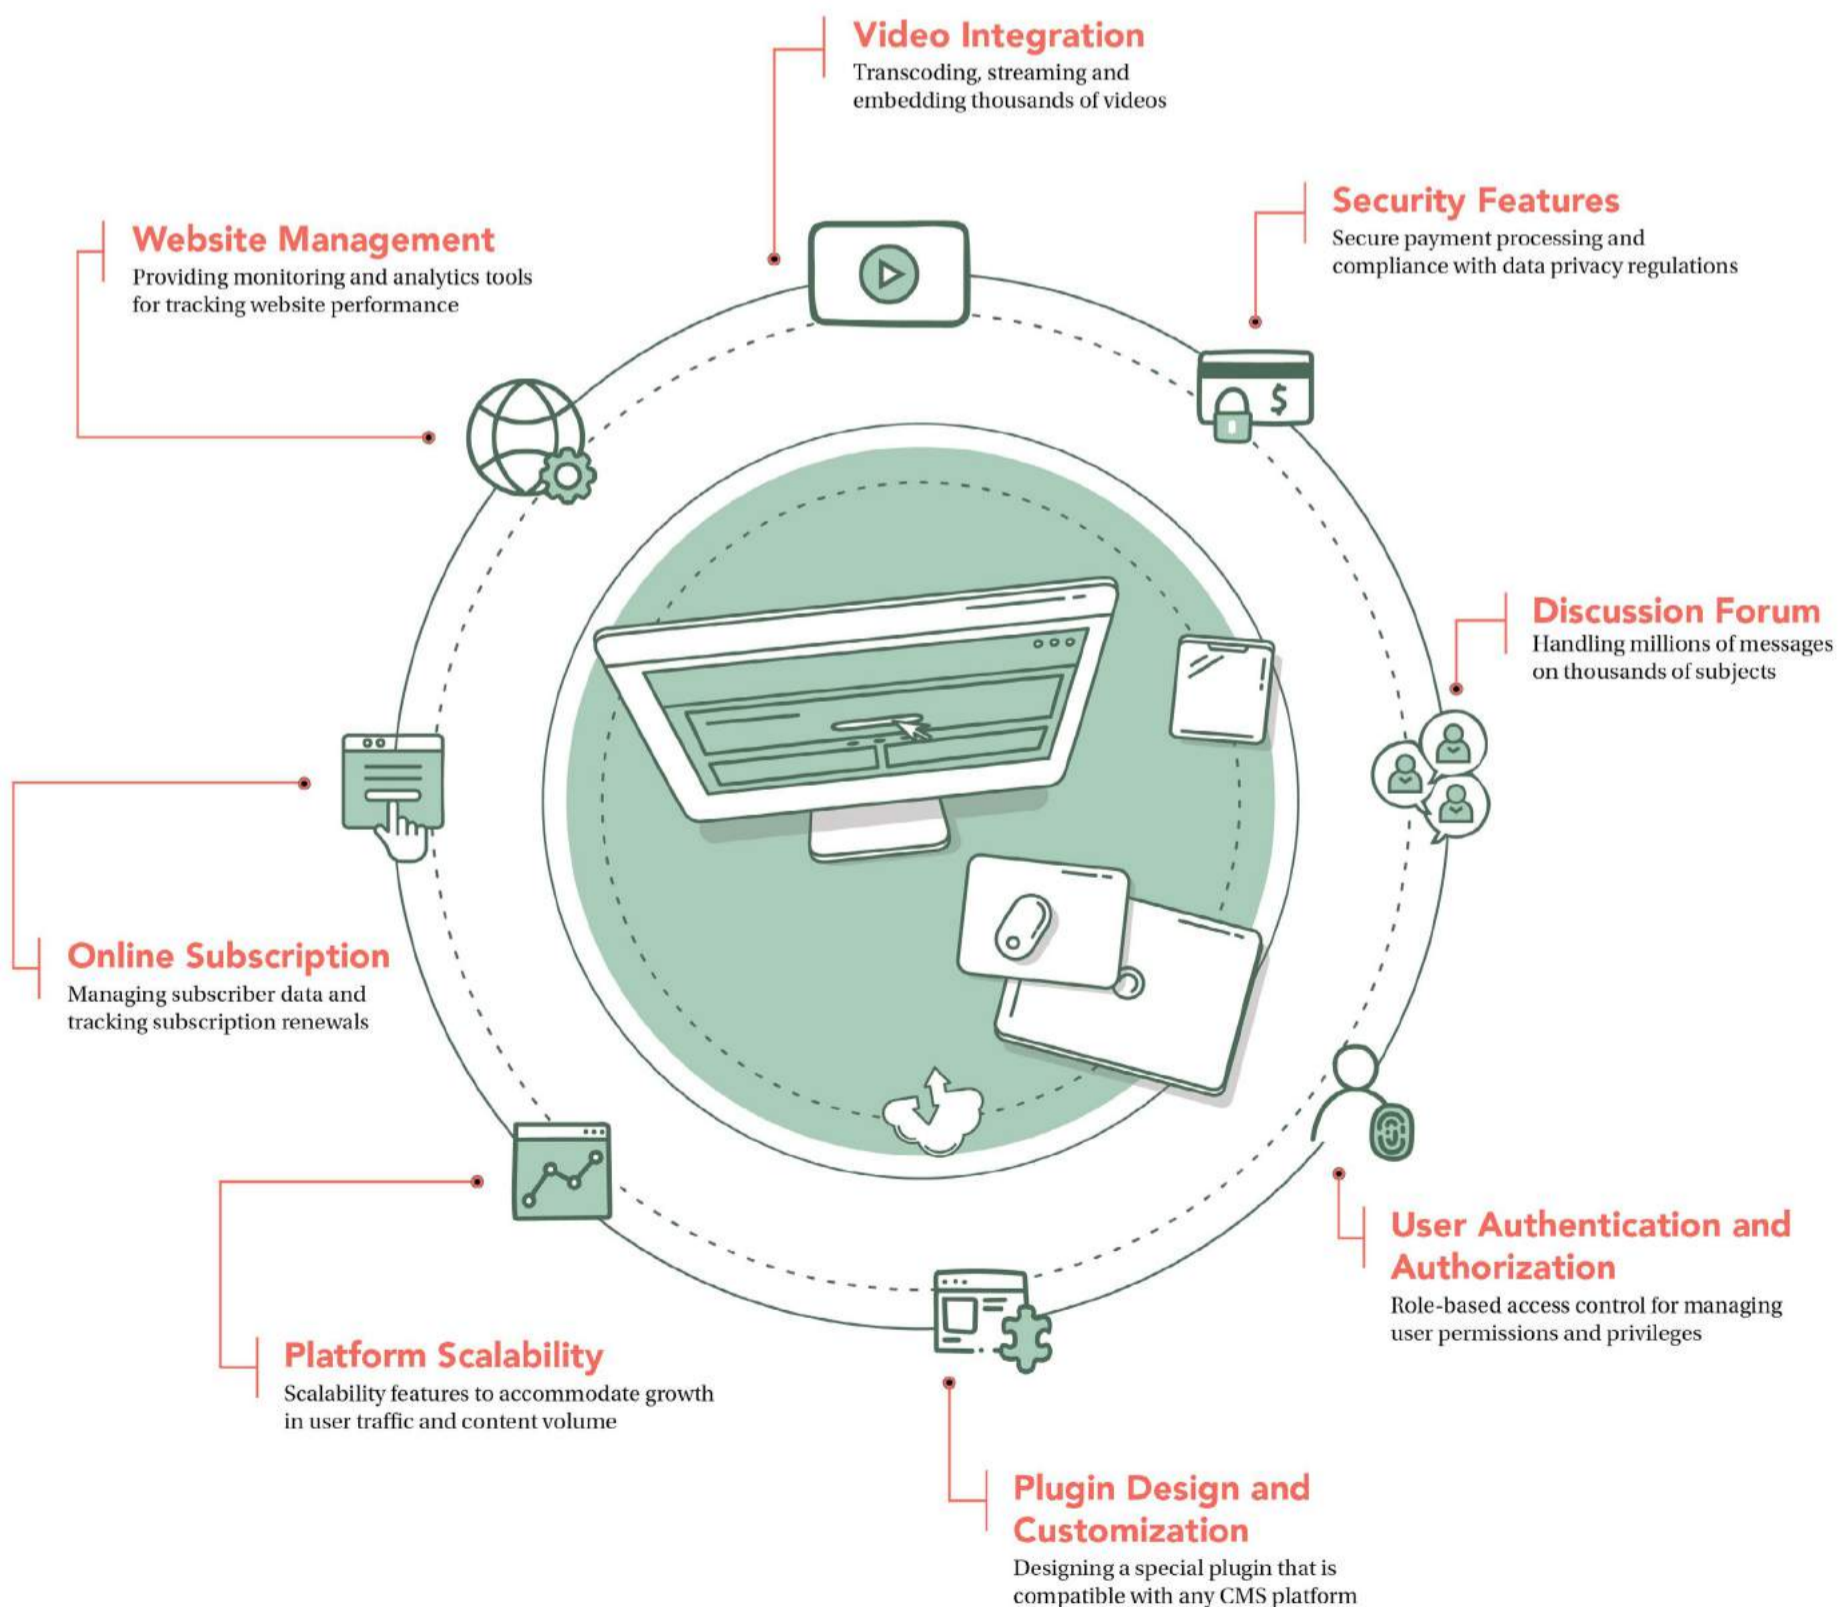 Video Integration
Transcoding, streaming and
embedding thousands of videos
Security Features
Secure payment processing and
compliance with data privacy regulations
Website Management
Providing monitoring and analytics tools
for tracking website performance
$
Discussion Forum
Handling millions of messages
on thousands of subjects
Online Subscription
Managing subscriber data and
tracking subscription renewals
User Authentication and
Authorization
Role-based access control for managing
user permissions and privileges
Platform Scalability
Scalability features to accommodate growth
in user traffic and content volume
Plugin Design and
Customization
Designing a special plugin that is
compatible with any CMS platform